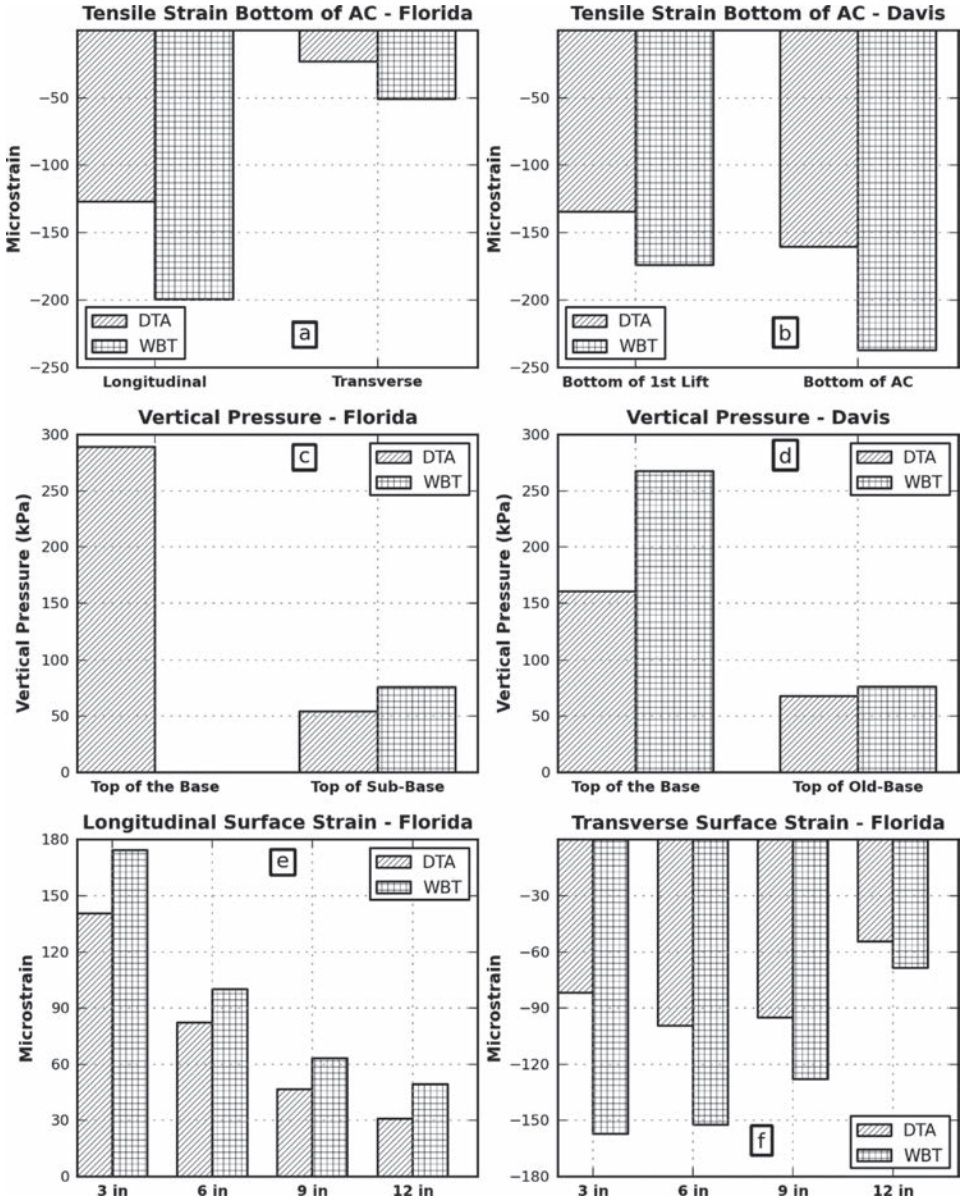 Tensile Strain Bottom of AC - Florida
−50
−100
−150
−200
−250
Microstrain
DTA
WBT
a
Longitudinal
Transverse
Tensile Strain Bottom of AC - Davis
−50
−100
−150
−200
−250
Microstrain
DTA
WBT
b
Bottom of 1st Lift
Bottom of AC
Vertical Pressure - Florida
300
250
200
150
100
50
0
Vertical Pressure (kPa)
c
DTA
WBT
Top of the Base
Top of Sub-Base
Vertical Pressure - Davis
300
250
200
150
100
50
0
Vertical Pressure (kPa)
d
DTA
WBT
Top of the Base
Top of Old-Base
Longitudinal Surface Strain - Florida
180
150
120
90
60
30
0
Microstrain
e
DTA
WBT
3 in
6 in
9 in
12 in
Transverse Surface Strain - Florida
−30
−60
−90
−120
−150
−180
Microstrain
f
DTA
WBT
3 in
6 in
9 in
12 in